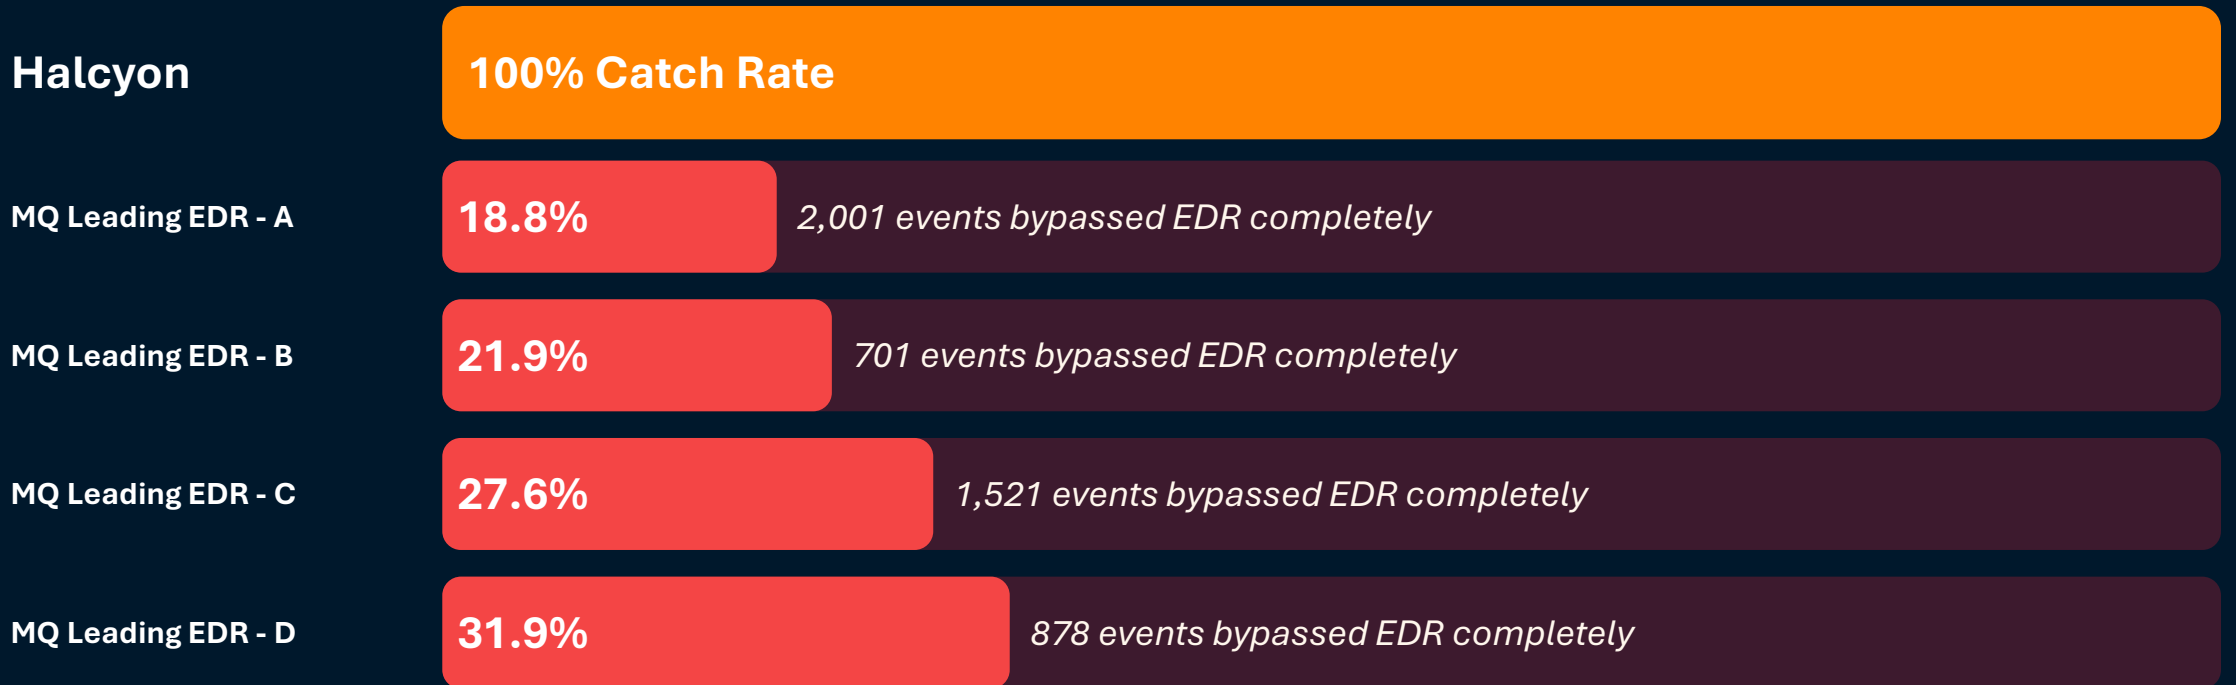 Halcyon
100% Catch Rate
MQ Leading EDR - A
18.8%
2,001 events bypassed EDR completely
MQ Leading EDR - B
21.9%
701 events bypassed EDR completely
MQ Leading EDR - C
27.6%
1,521 events bypassed EDR completely
MQ Leading EDR - D
31.9%
878 events bypassed EDR completely